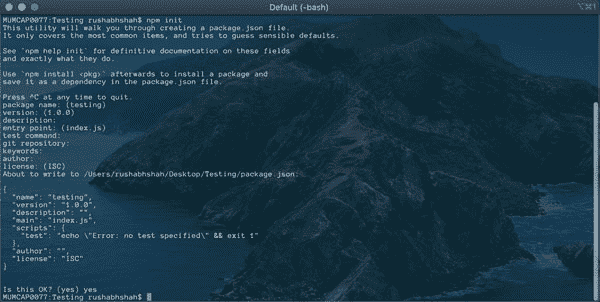 Default (-bash)
⌥⌘1
MUMCAP0077:Testing rushabhshah$ npm init
This utility will walk you through creating a package.json file.
It only covers the most common items, and tries to guess sensible defaults.
See `npm help init` for definitive documentation on these fields
and exactly what they do.
Use `npm install <pkg>` afterwards to install a package and
save it as a dependency in the package.json file.
Press ^C at any time to quit.
package name: (testing)
version: (1.0.0)
description:
entry point: (index.js)
test command:
git repository:
keywords:
author:
license: (ISC)
About to write to /Users/rushabhshah/Desktop/Testing/package.json:
{
  "name": "testing",
  "version": "1.0.0",
  "description": "",
  "main": "index.js",
  "scripts": {
    "test": "echo \"Error: no test specified\" && exit 1"
  },
  "author": "",
  "license": "ISC"
}
Is this OK? (yes) yes
MUMCAP0077:Testing rushabhshah$